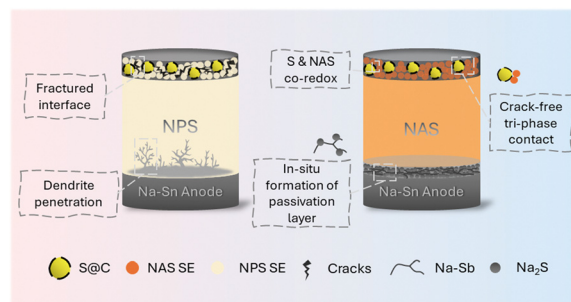 Fractured
interface
NPS
Dendrite
penetration
Na-Sn Anode
S & NAS
co-redox
NAS
Crack-free
tri-phase
contact
In-situ
formation of
passivation
layer
Na-Sn Anode
S@C
NAS SE
NPS SE
Cracks
Na-Sb
Na₂S